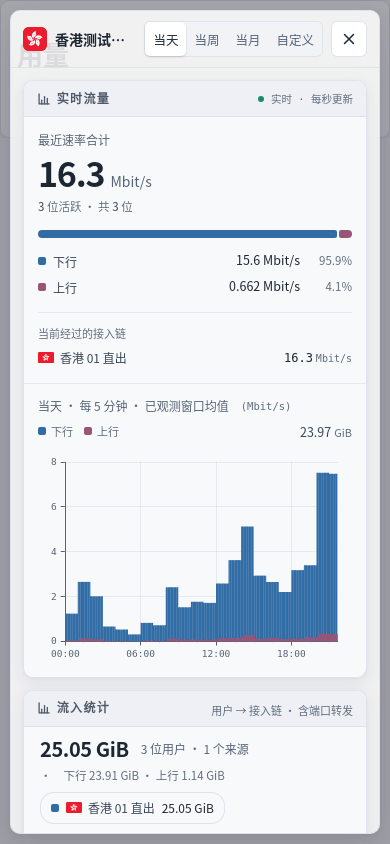 用量
香港测试… 当天 当周 当月 自定义 ×
实时流量 实时 · 每秒更新
最近速率合计
16.3 Mbit/s
3 位活跃 · 共 3 位
下行 15.6 Mbit/s 95.9%
上行 0.662 Mbit/s 4.1%
当前经过的接入链
香港 01 直出 16.3 Mbit/s
当天 · 每 5 分钟 · 已观测窗口均值 (Mbit/s)
下行 上行 23.97 GiB
8
6
4
2
0
00:00 06:00 12:00 18:00
流入统计 用户 → 接入链 · 含端口转发
25.05 GiB 3 位用户 · 1 个来源
· 下行 23.91 GiB · 上行 1.14 GiB
香港 01 直出 25.05 GiB